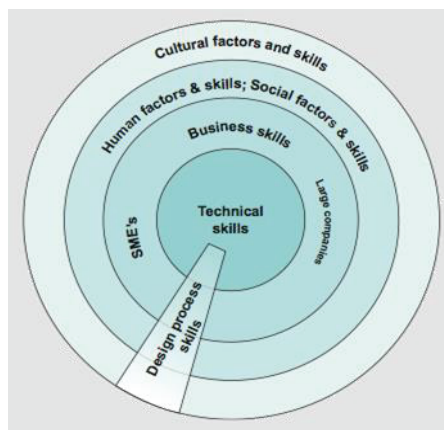 Cultural factors and skills
Human factors & skills; Social factors & skills
Business skills
Technical
skills
SME's
Large companies
Design process
skills